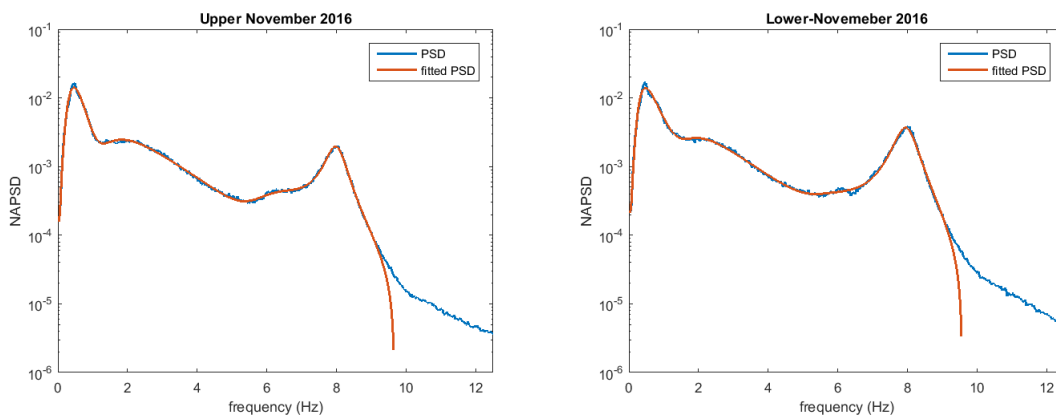 Upper November 2016
NAPSD
10^-1
10^-2
10^-3
10^-4
10^-5
10^-6
PSD
fitted PSD
0 2 4 6 8 10 12
frequency (Hz)
Lower-Novemeber 2016
NAPSD
10^-1
10^-2
10^-3
10^-4
10^-5
10^-6
PSD
fitted PSD
0 2 4 6 8 10 12
frequency (Hz)